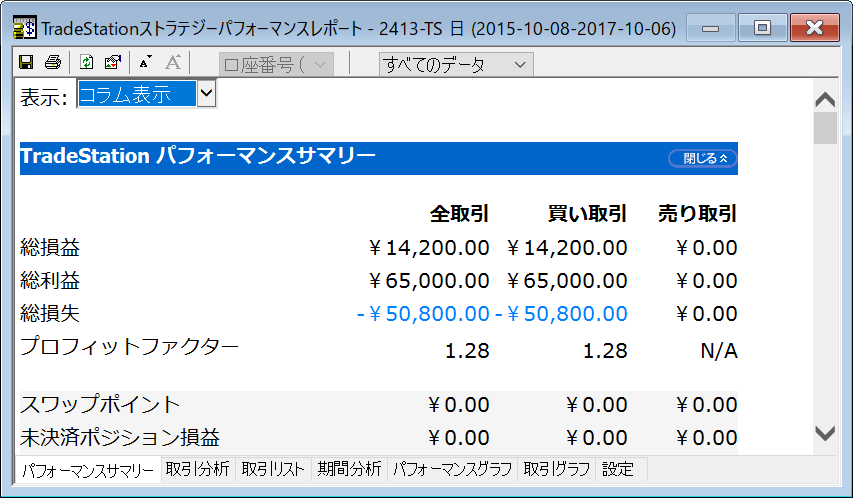 TradeStationストラテジーパフォーマンスレポート - 2413-TS 日 (2015-10-08-2017-10-06)
口座番号 ( すべてのデータ
表示: コラム表示
TradeStation パフォーマンスサマリー 閉じる
全取引 買い取引 売り取引
総損益 ¥14,200.00 ¥14,200.00 ¥0.00
総利益 ¥65,000.00 ¥65,000.00 ¥0.00
総損失 -¥50,800.00 -¥50,800.00 ¥0.00
プロフィットファクター 1.28 1.28 N/A
スワップポイント ¥0.00 ¥0.00 ¥0.00
未決済ポジション損益 ¥0.00 ¥0.00 ¥0.00
パフォーマンスサマリー 取引分析 取引リスト 期間分析 パフォーマンスグラフ 取引グラフ 設定